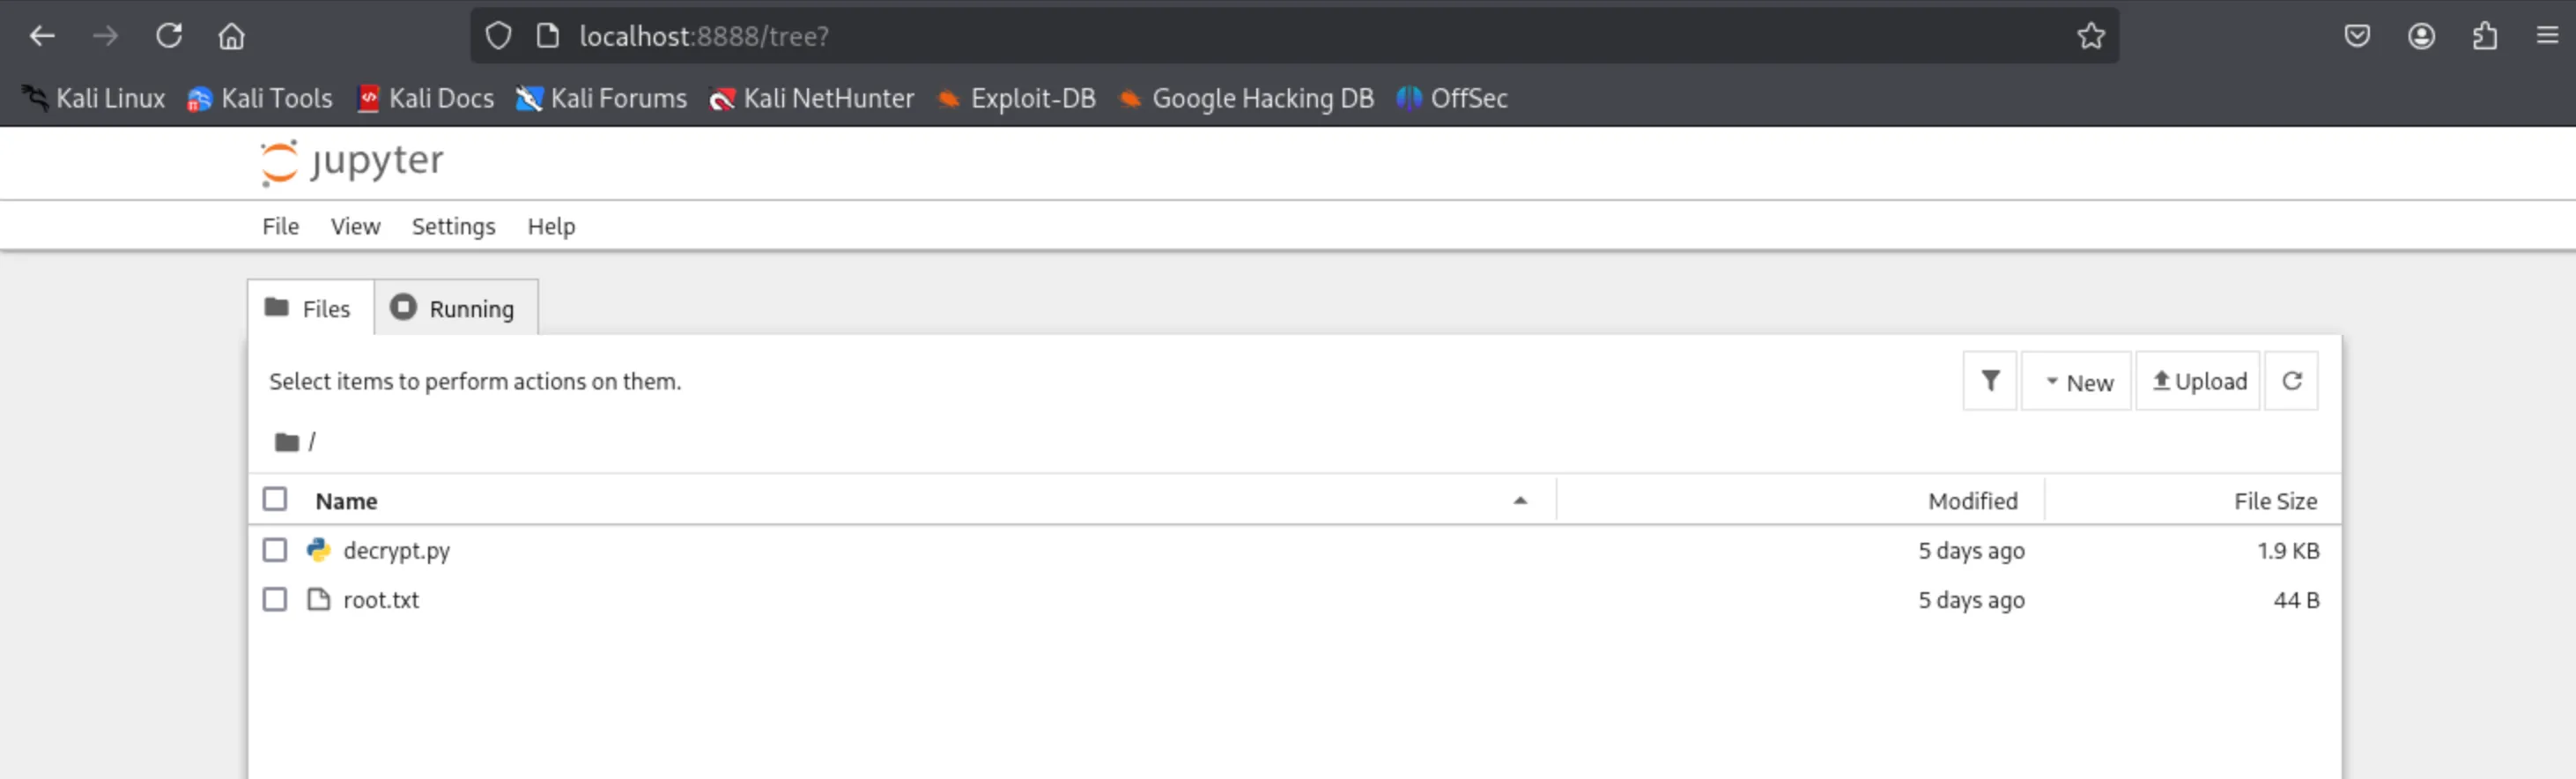 localhost:8888/tree?
Kali Linux Kali Tools Kali Docs Kali Forums Kali NetHunter Exploit-DB Google Hacking DB OffSec
jupyter
File View Settings Help
Files Running
Select items to perform actions on them. New Upload
/
Name Modified File Size
decrypt.py 5 days ago 1.9 KB
root.txt 5 days ago 44 B